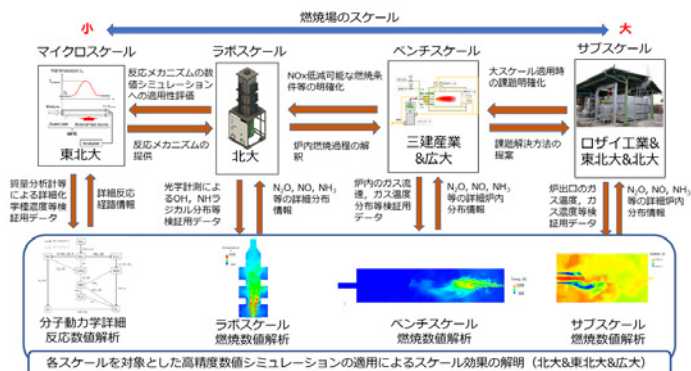 燃焼場のスケール
小
大
マイクロスケール
ラボスケール
ベンチスケール
サブスケール
反応メカニズムの数
値シミュレーション
への適用性評価
NOx低減可能な燃焼条
件等の明確化
大スケール適用時
の課題明確化
反応メカニズムの
提供
炉内燃焼過程の解
釈
課題解決方法の
提案
東北大
北大
三建産業
&広大
ロザイ工業&
東北大&北大
質量分析計等
による詳細化
学種濃度等検
証用データ
詳細反応
経路情報
光学計測によ
るOH, NHラ
ジカル分布等
検証用データ
N₂O, NO, NH₃
等の詳細分布
情報
炉内のガス流
速，ガス温度
分布等検証用
データ
N₂O, NO, NH₃
等の詳細炉内
分布情報
炉出口のガ
ス温度，ガ
ス濃度等検
証用データ
N₂O, NO, NH₃
等の詳細炉内
分布情報
分子動力学詳細
反応数値解析
ラボスケール
燃焼数値解析
ベンチスケール
燃焼数値解析
サブスケール
燃焼数値解析
各スケールを対象とした高精度数値シミュレーションの適用によるスケール効果の解明（北大&東北大&広大）